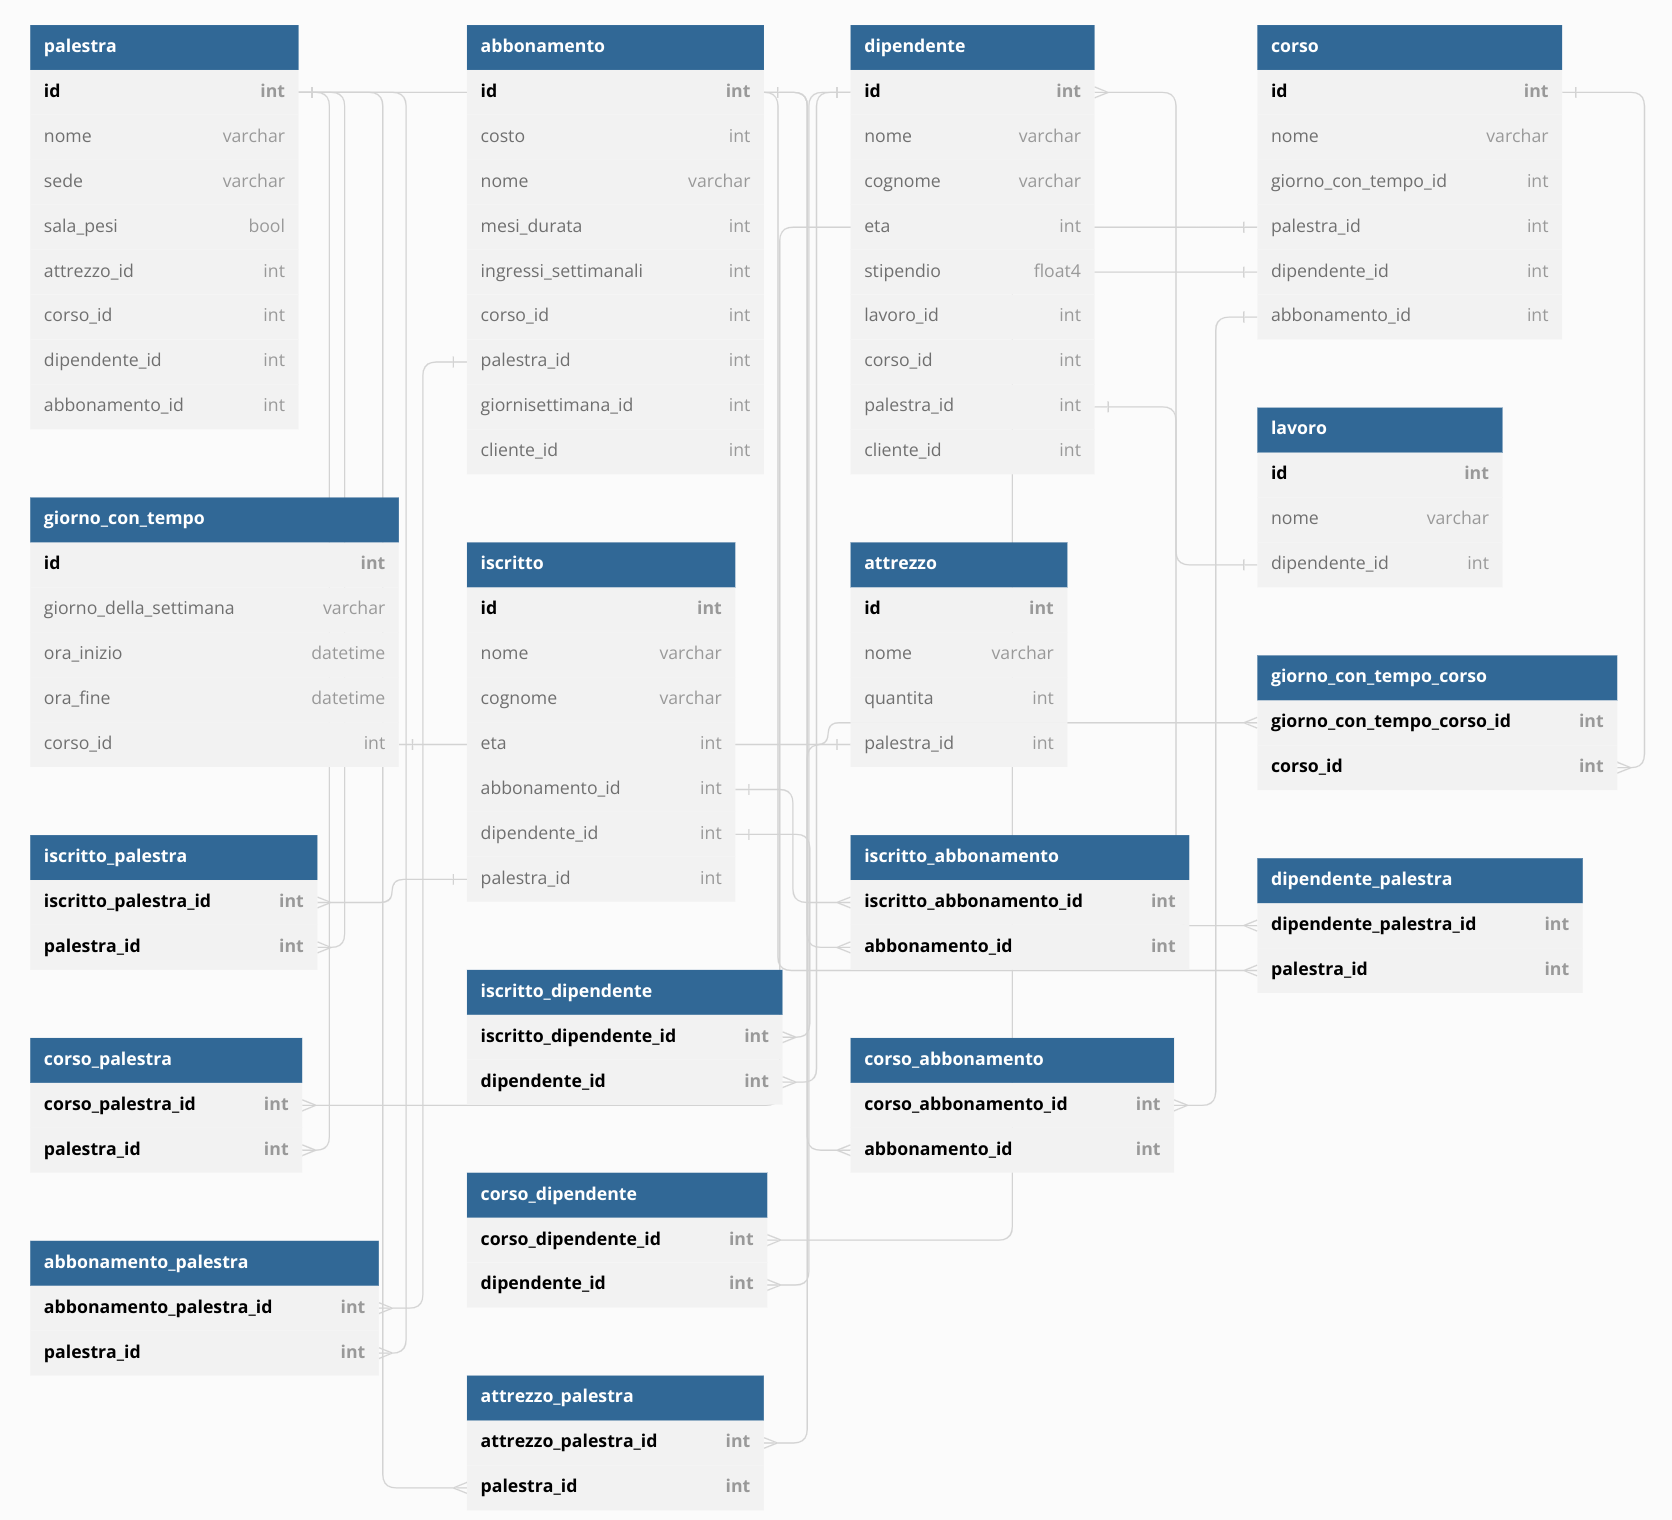 palestra
id int
nome varchar
sede varchar
sala_pesi bool
attrezzo_id int
corso_id int
dipendente_id int
abbonamento_id int
abbonamento
id int
costo int
nome varchar
mesi_durata int
ingressi_settimanali int
corso_id int
palestra_id int
giornisettimana_id int
cliente_id int
dipendente
id int
nome varchar
cognome varchar
eta int
stipendio float4
lavoro_id int
corso_id int
palestra_id int
cliente_id int
corso
id int
nome varchar
giorno_con_tempo_id int
palestra_id int
dipendente_id int
abbonamento_id int
lavoro
id int
nome varchar
dipendente_id int
giorno_con_tempo
id int
giorno_della_settimana varchar
ora_inizio datetime
ora_fine datetime
corso_id int
iscritto
id int
nome varchar
cognome varchar
eta int
abbonamento_id int
dipendente_id int
palestra_id int
attrezzo
id int
nome varchar
quantita int
palestra_id int
giorno_con_tempo_corso
giorno_con_tempo_corso_id int
corso_id int
iscritto_palestra
iscritto_palestra_id int
palestra_id int
iscritto_abbonamento
iscritto_abbonamento_id int
abbonamento_id int
dipendente_palestra
dipendente_palestra_id int
palestra_id int
iscritto_dipendente
iscritto_dipendente_id int
dipendente_id int
corso_palestra
corso_palestra_id int
palestra_id int
corso_abbonamento
corso_abbonamento_id int
abbonamento_id int
corso_dipendente
corso_dipendente_id int
dipendente_id int
abbonamento_palestra
abbonamento_palestra_id int
palestra_id int
attrezzo_palestra
attrezzo_palestra_id int
palestra_id int